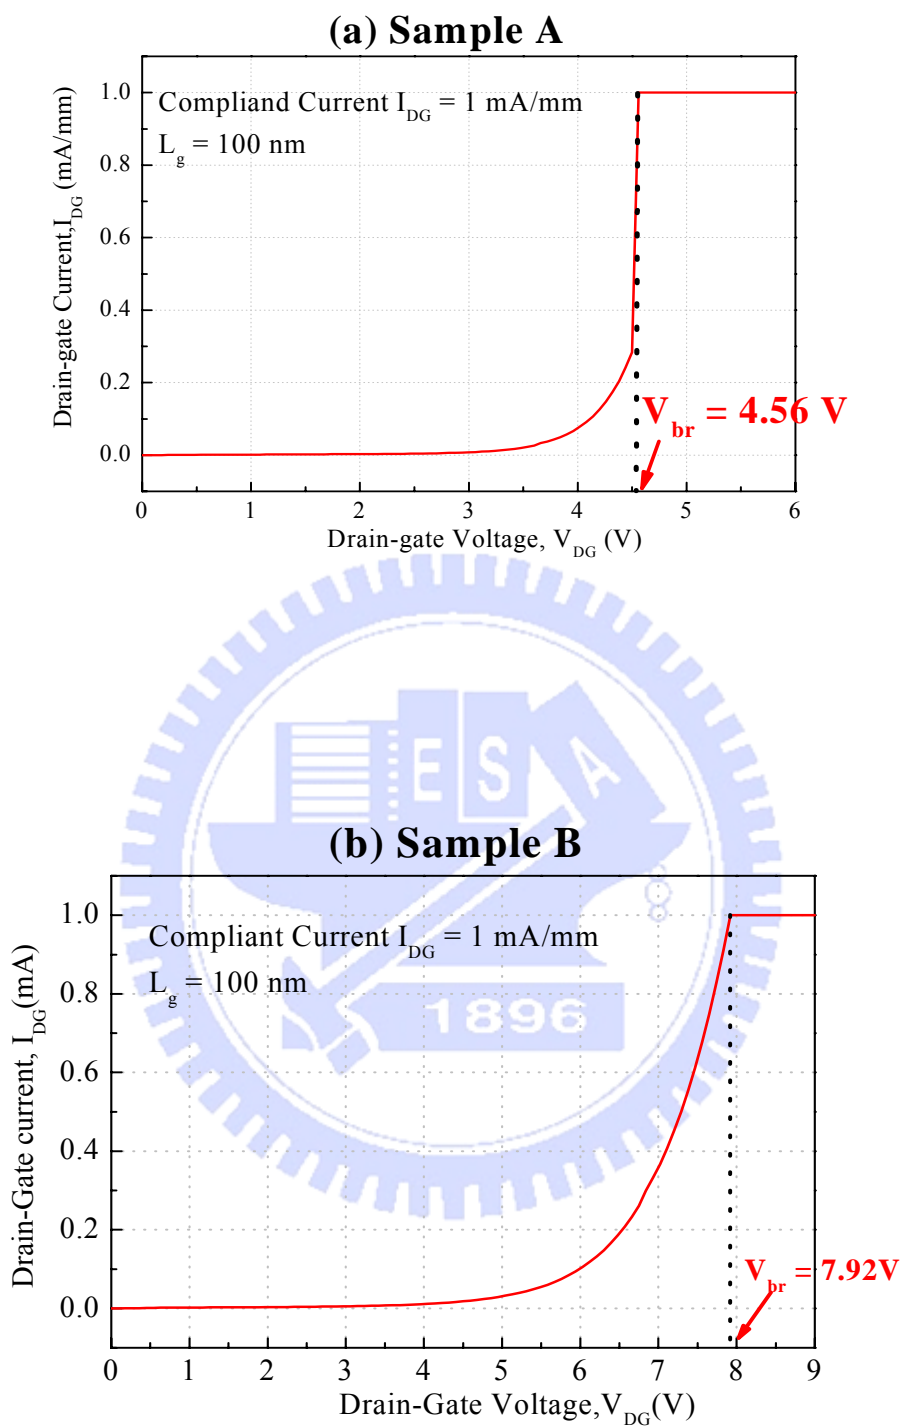 (a) Sample A
Compliand Current I_DG = 1 mA/mm
L_g = 100 nm
Drain-gate Current,I_DG (mA/mm)
1.0
0.8
0.6
0.4
0.2
0.0
V_br = 4.56 V
0 1 2 3 4 5 6
Drain-gate Voltage, V_DG (V)
ESA
(b) Sample B
Compliant Current I_DG = 1 mA/mm
L_g = 100 nm
1896
Drain-Gate current, I_DG(mA)
1.0
0.8
0.6
0.4
0.2
0.0
V_br = 7.92V
0 1 2 3 4 5 6 7 8 9
Drain-Gate Voltage,V_DG(V)